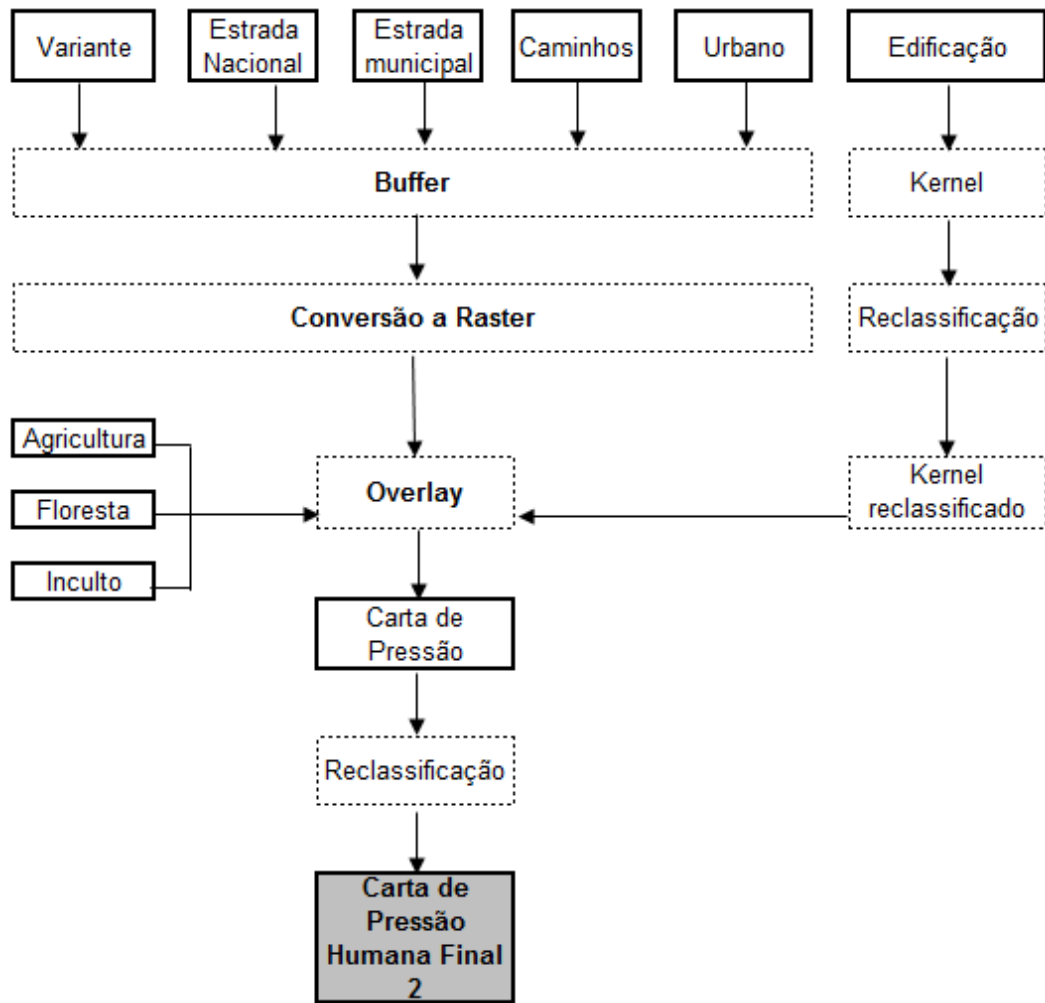 Variante
Estrada
Nacional
Estrada
municipal
Caminhos
Urbano
Edificação
Buffer
Kernel
Conversão a Raster
Reclassificação
Agricultura
Floresta
Inculto
Overlay
Kernel
reclassificado
Carta de
Pressão
Reclassificação
Carta de
Pressão
Humana Final
2